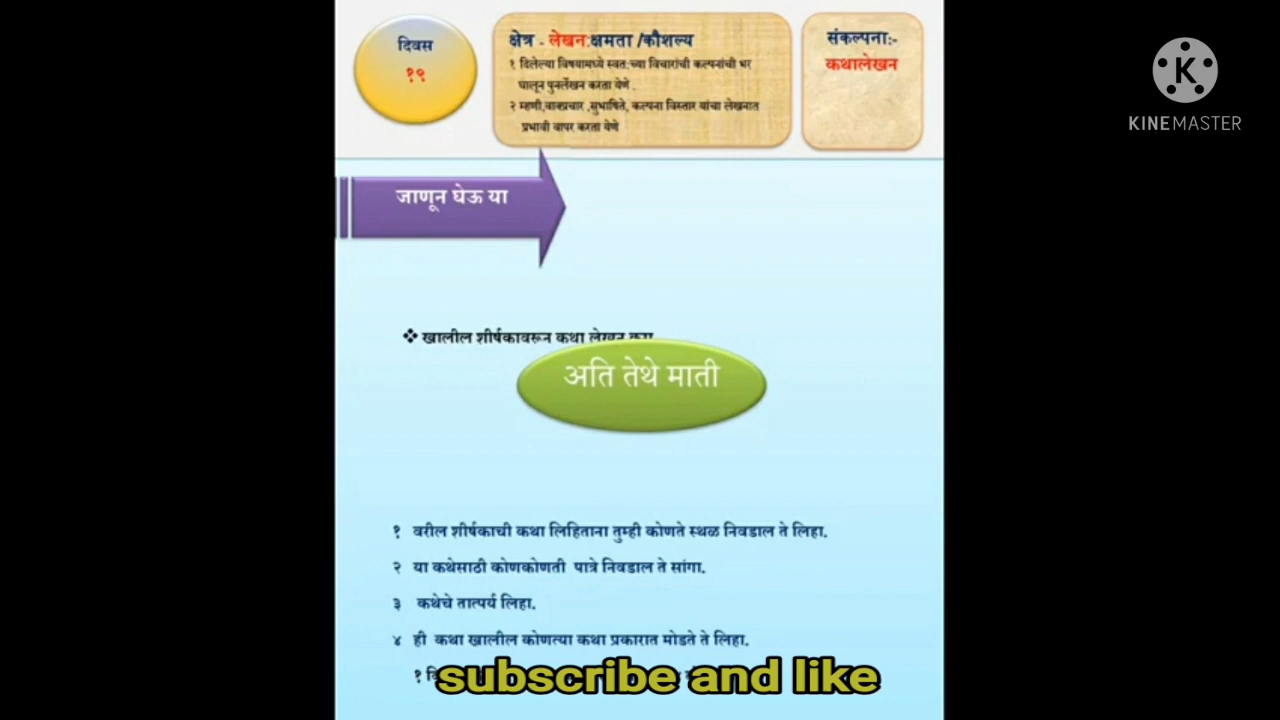 दिवस
१९
क्षेत्र - लेखन:क्षमता /कौशल्य
१ दिलेल्या विषयामध्ये स्वत:च्या विचारांची कल्पनांची भर
घालून पुनर्लेखन करता येणे .
२ म्हणी,वाक्प्रचार ,सुभाषिते, कल्पना विस्तार यांचा लेखनात
प्रभावी वापर करता येणे
संकल्पना:-
कथालेखन
KINEMASTER
जाणून घेऊ या
❖ खालील शीर्षकावरून कथा लेखन
अति तेथे माती
१ वरील शीर्षकाची कथा लिहिताना तुम्ही कोणते स्थळ निवडाल ते लिहा.
२ या कथेसाठी कोणकोणती पात्रे निवडाल ते सांगा.
३ कथेचे तात्पर्य लिहा.
४ ही कथा खालील कोणत्या कथा प्रकारात मोडते ते लिहा.
१
subscribe and like